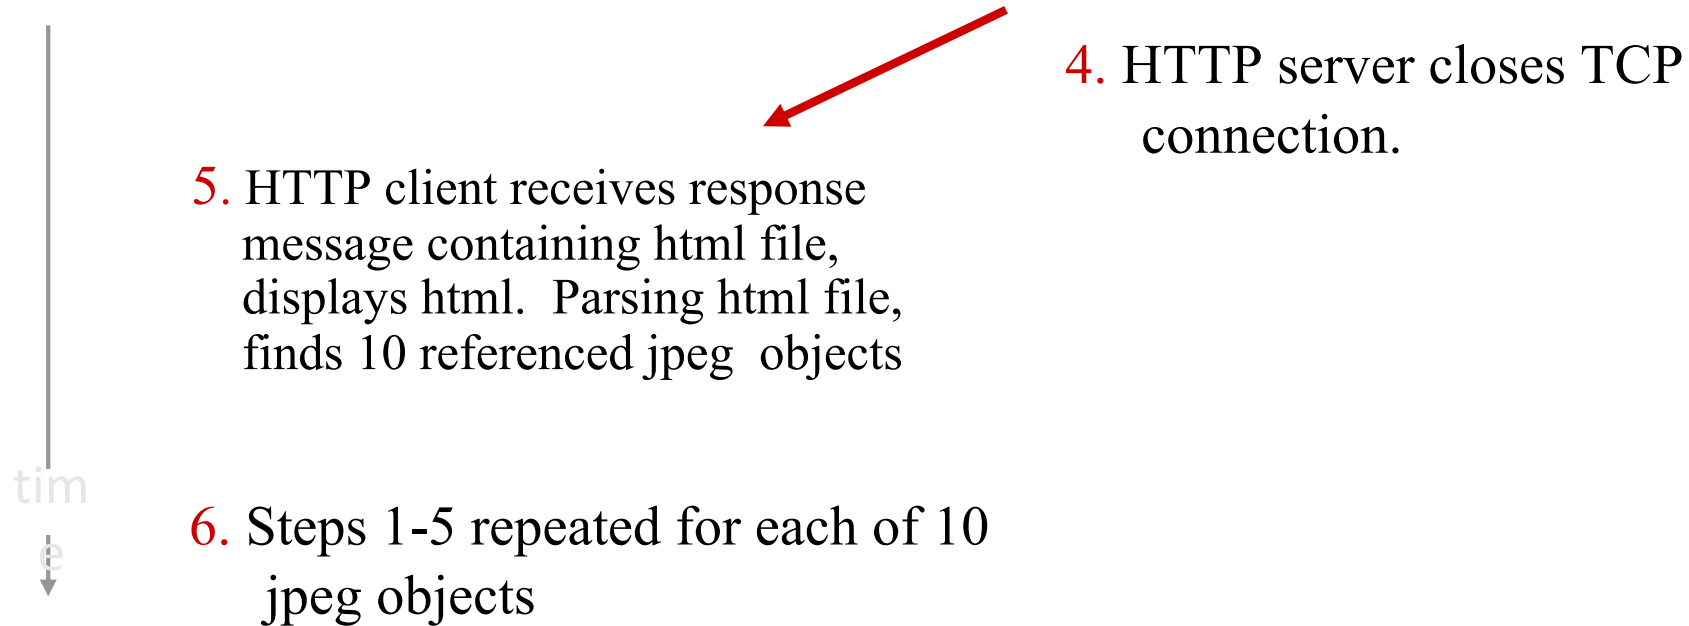 4. HTTP server closes TCP
connection.
5. HTTP client receives response
message containing html file,
displays html. Parsing html file,
finds 10 referenced jpeg objects
tim
e
6. Steps 1-5 repeated for each of 10
jpeg objects